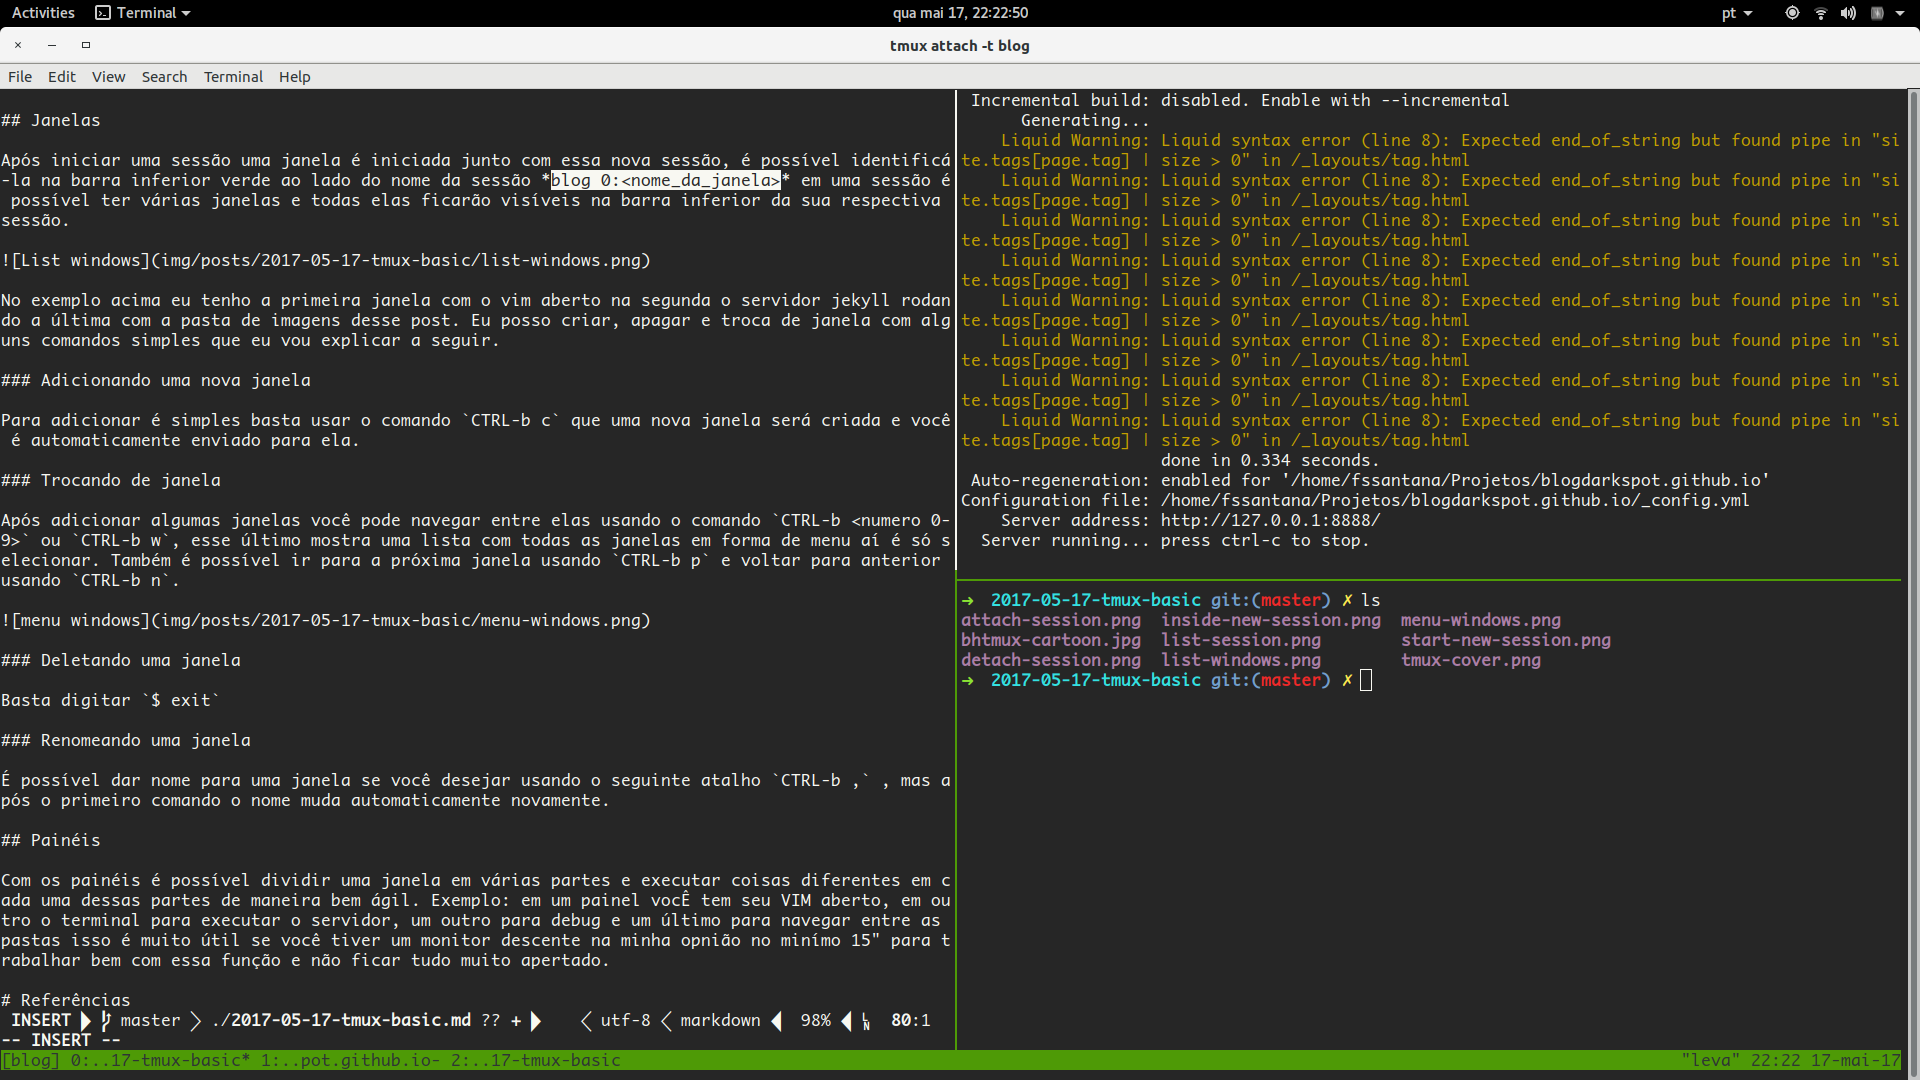 Activities Terminal qua mai 17, 22:22:50 pt
tmux attach -t blog
File Edit View Search Terminal Help
## Janelas
Após iniciar uma sessão uma janela é iniciada junto com essa nova sessão, é possível identificá
-la na barra inferior verde ao lado do nome da sessão *blog 0:<nome_da_janela>* em uma sessão é
possível ter várias janelas e todas elas ficarão visíveis na barra inferior da sua respectiva
sessão.
![List windows](img/posts/2017-05-17-tmux-basic/list-windows.png)
No exemplo acima eu tenho a primeira janela com o vim aberto na segunda o servidor jekyll rodan
do a última com a pasta de imagens desse post. Eu posso criar, apagar e troca de janela com alg
uns comandos simples que eu vou explicar a seguir.
### Adicionando uma nova janela
Para adicionar é simples basta usar o comando `CTRL-b c` que uma nova janela será criada e você
é automaticamente enviado para ela.
### Trocando de janela
Após adicionar algumas janelas você pode navegar entre elas usando o comando `CTRL-b <numero 0-
9>` ou `CTRL-b w`, esse último mostra uma lista com todas as janelas em forma de menu aí é só s
elecionar. Também é possível ir para a próxima janela usando `CTRL-b p` e voltar para anterior
usando `CTRL-b n`.
![menu windows](img/posts/2017-05-17-tmux-basic/menu-windows.png)
### Deletando uma janela
Basta digitar `$ exit`
### Renomeando uma janela
É possível dar nome para uma janela se você desejar usando o seguinte atalho `CTRL-b ,` , mas a
pós o primeiro comando o nome muda automaticamente novamente.
## Painéis
Com os painéis é possível dividir uma janela em várias partes e executar coisas diferentes em c
ada uma dessas partes de maneira bem ágil. Exemplo: em um painel vocÊ tem seu VIM aberto, em ou
tro o terminal para executar o servidor, um outro para debug e um último para navegar entre as
pastas isso é muito útil se você tiver um monitor descente na minha opnião no minímo 15" para t
rabalhar bem com essa função e não ficar tudo muito apertado.
# Referências
INSERT master ./2017-05-17-tmux-basic.md ?? + utf-8 markdown 98% LN 80:1
-- INSERT --
Incremental build: disabled. Enable with --incremental
Generating...
Liquid Warning: Liquid syntax error (line 8): Expected end_of_string but found pipe in "si
te.tags[page.tag] | size > 0" in /_layouts/tag.html
Liquid Warning: Liquid syntax error (line 8): Expected end_of_string but found pipe in "si
te.tags[page.tag] | size > 0" in /_layouts/tag.html
Liquid Warning: Liquid syntax error (line 8): Expected end_of_string but found pipe in "si
te.tags[page.tag] | size > 0" in /_layouts/tag.html
Liquid Warning: Liquid syntax error (line 8): Expected end_of_string but found pipe in "si
te.tags[page.tag] | size > 0" in /_layouts/tag.html
Liquid Warning: Liquid syntax error (line 8): Expected end_of_string but found pipe in "si
te.tags[page.tag] | size > 0" in /_layouts/tag.html
Liquid Warning: Liquid syntax error (line 8): Expected end_of_string but found pipe in "si
te.tags[page.tag] | size > 0" in /_layouts/tag.html
Liquid Warning: Liquid syntax error (line 8): Expected end_of_string but found pipe in "si
te.tags[page.tag] | size > 0" in /_layouts/tag.html
Liquid Warning: Liquid syntax error (line 8): Expected end_of_string but found pipe in "si
te.tags[page.tag] | size > 0" in /_layouts/tag.html
done in 0.334 seconds.
Auto-regeneration: enabled for '/home/fssantana/Projetos/blogdarkspot.github.io'
Configuration file: /home/fssantana/Projetos/blogdarkspot.github.io/_config.yml
Server address: http://127.0.0.1:8888/
Server running... press ctrl-c to stop.
➜ 2017-05-17-tmux-basic git:(master) ✗ ls
attach-session.png inside-new-session.png menu-windows.png
bhtmux-cartoon.jpg list-session.png start-new-session.png
detach-session.png list-windows.png tmux-cover.png
➜ 2017-05-17-tmux-basic git:(master) ✗
[blog] 0:..17-tmux-basic* 1:..pot.github.io- 2:..17-tmux-basic "leva" 22:22 17-mai-17